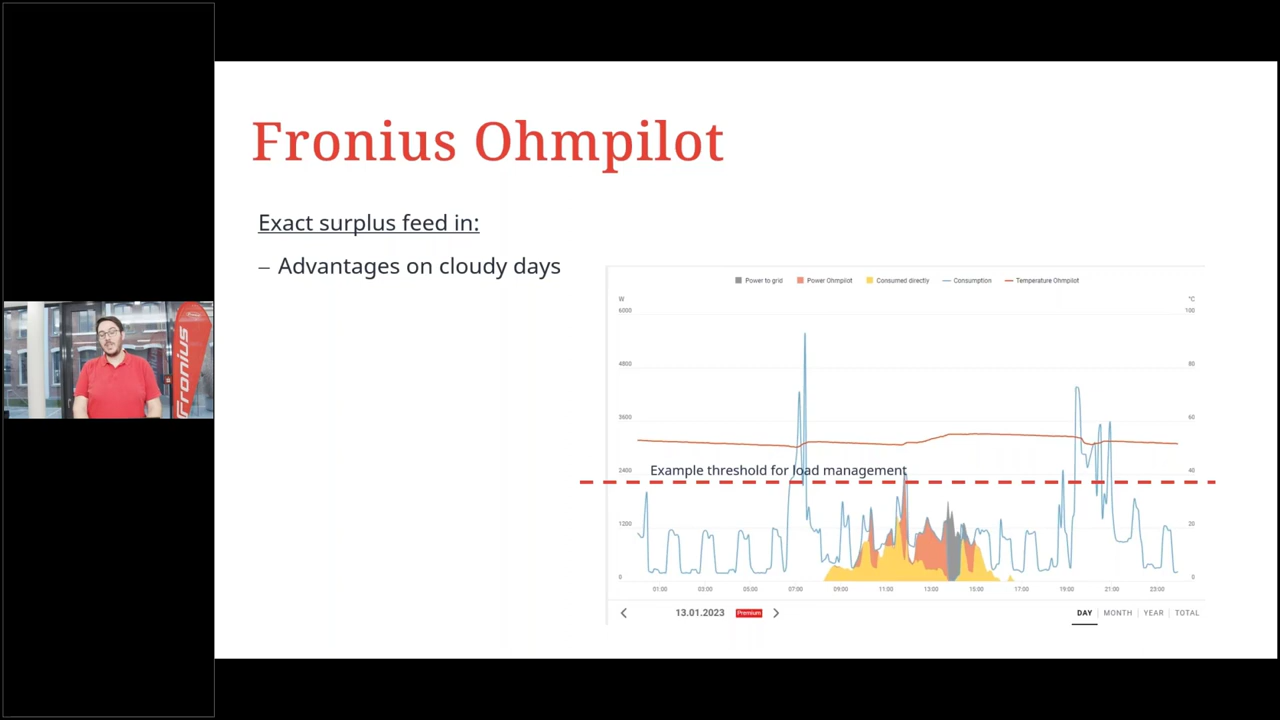 Fronius Ohmpilot
Exact surplus feed in:
– Advantages on cloudy days
Power to grid
Power Ohmpilot
Consumed directly
Consumption
Temperature Ohmpilot
W
°C
6000
100
4800
80
3600
60
Example threshold for load management
2400
40
1200
20
0
0
01:00 03:00 05:00 07:00 09:00 11:00 13:00 15:00 17:00 19:00 21:00 23:00
13.01.2023 Premium
DAY MONTH YEAR TOTAL
Fronius